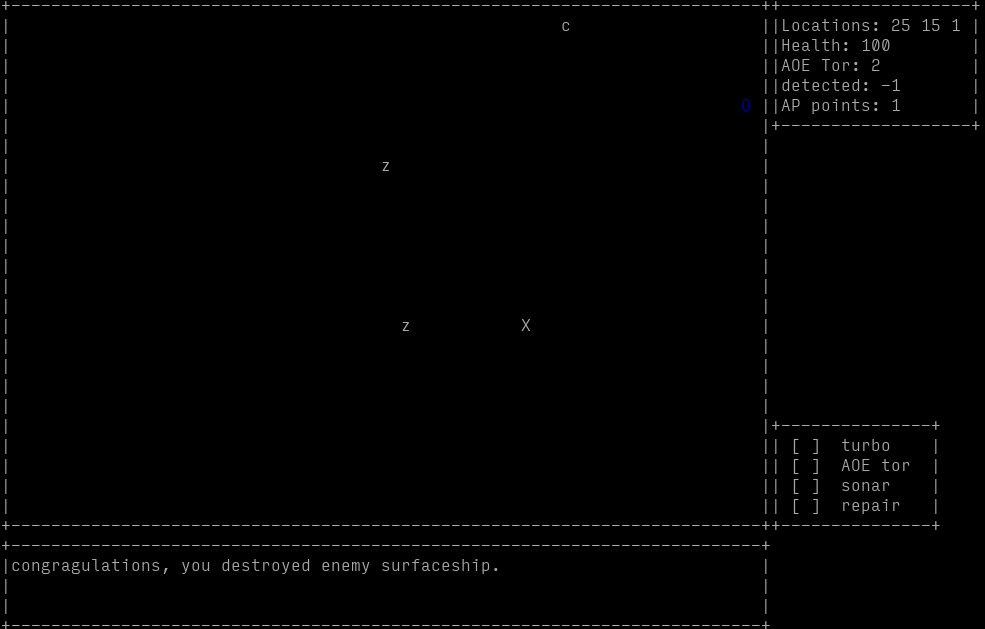 c
Locations: 25 15 1
Health: 100
AOE Tor: 2
detected: -1
O
AP points: 1
z
z X
[ ] turbo
[ ] AOE tor
[ ] sonar
[ ] repair
congragulations, you destroyed enemy surfaceship.